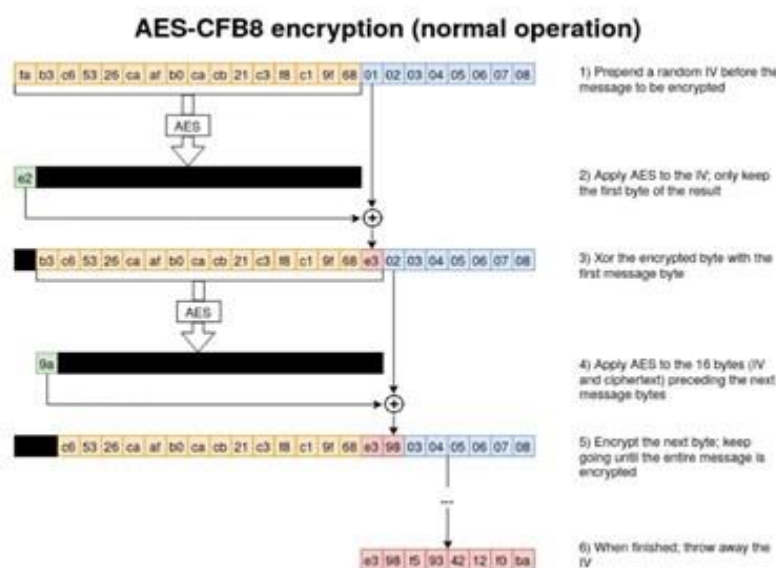 AES-CFB8 encryption (normal operation)
fa b3 c6 53 26 ca af b0 ca cb 21 c3 f8 c1 9f 68 01 02 03 04 05 06 07 08
1) Prepend a random IV before the
message to be encrypted
AES
e2
2) Apply AES to the IV; only keep
the first byte of the result
b3 c6 53 26 ca af b0 ca cb 21 c3 f8 c1 9f 68 e3 02 03 04 05 06 07 08
3) Xor the encrypted byte with the
first message byte
AES
9a
4) Apply AES to the 16 bytes (IV
and ciphertext) preceding the next
message bytes
c6 53 26 ca af b0 ca cb 21 c3 f8 c1 9f 68 e3 98 03 04 05 06 07 08
5) Encrypt the next byte; keep
going until the entire message is
encrypted
...
e3 98 f5 93 42 12 f0 ba
6) When finished, throw away the
IV